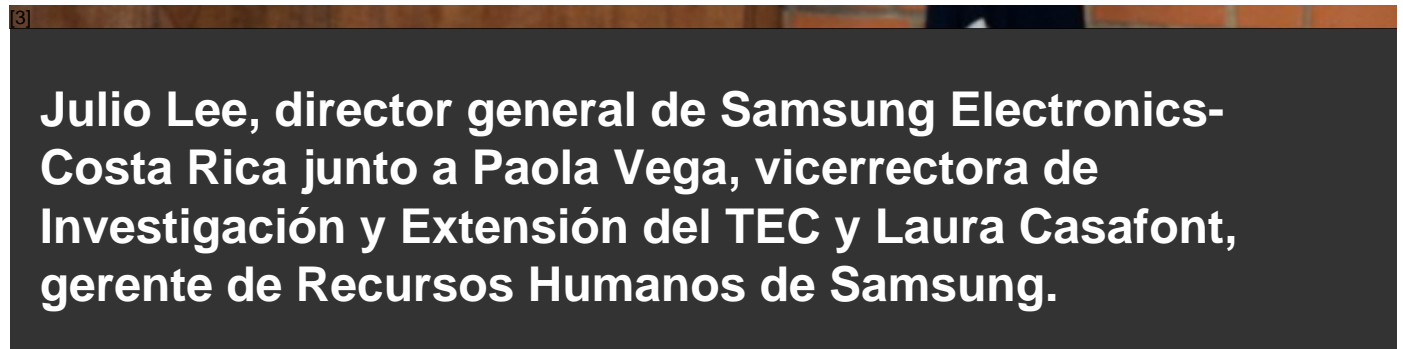 [3]
Julio Lee, director general de Samsung Electronics-
Costa Rica junto a Paola Vega, vicerrectora de
Investigación y Extensión del TEC y Laura Casafont,
gerente de Recursos Humanos de Samsung.